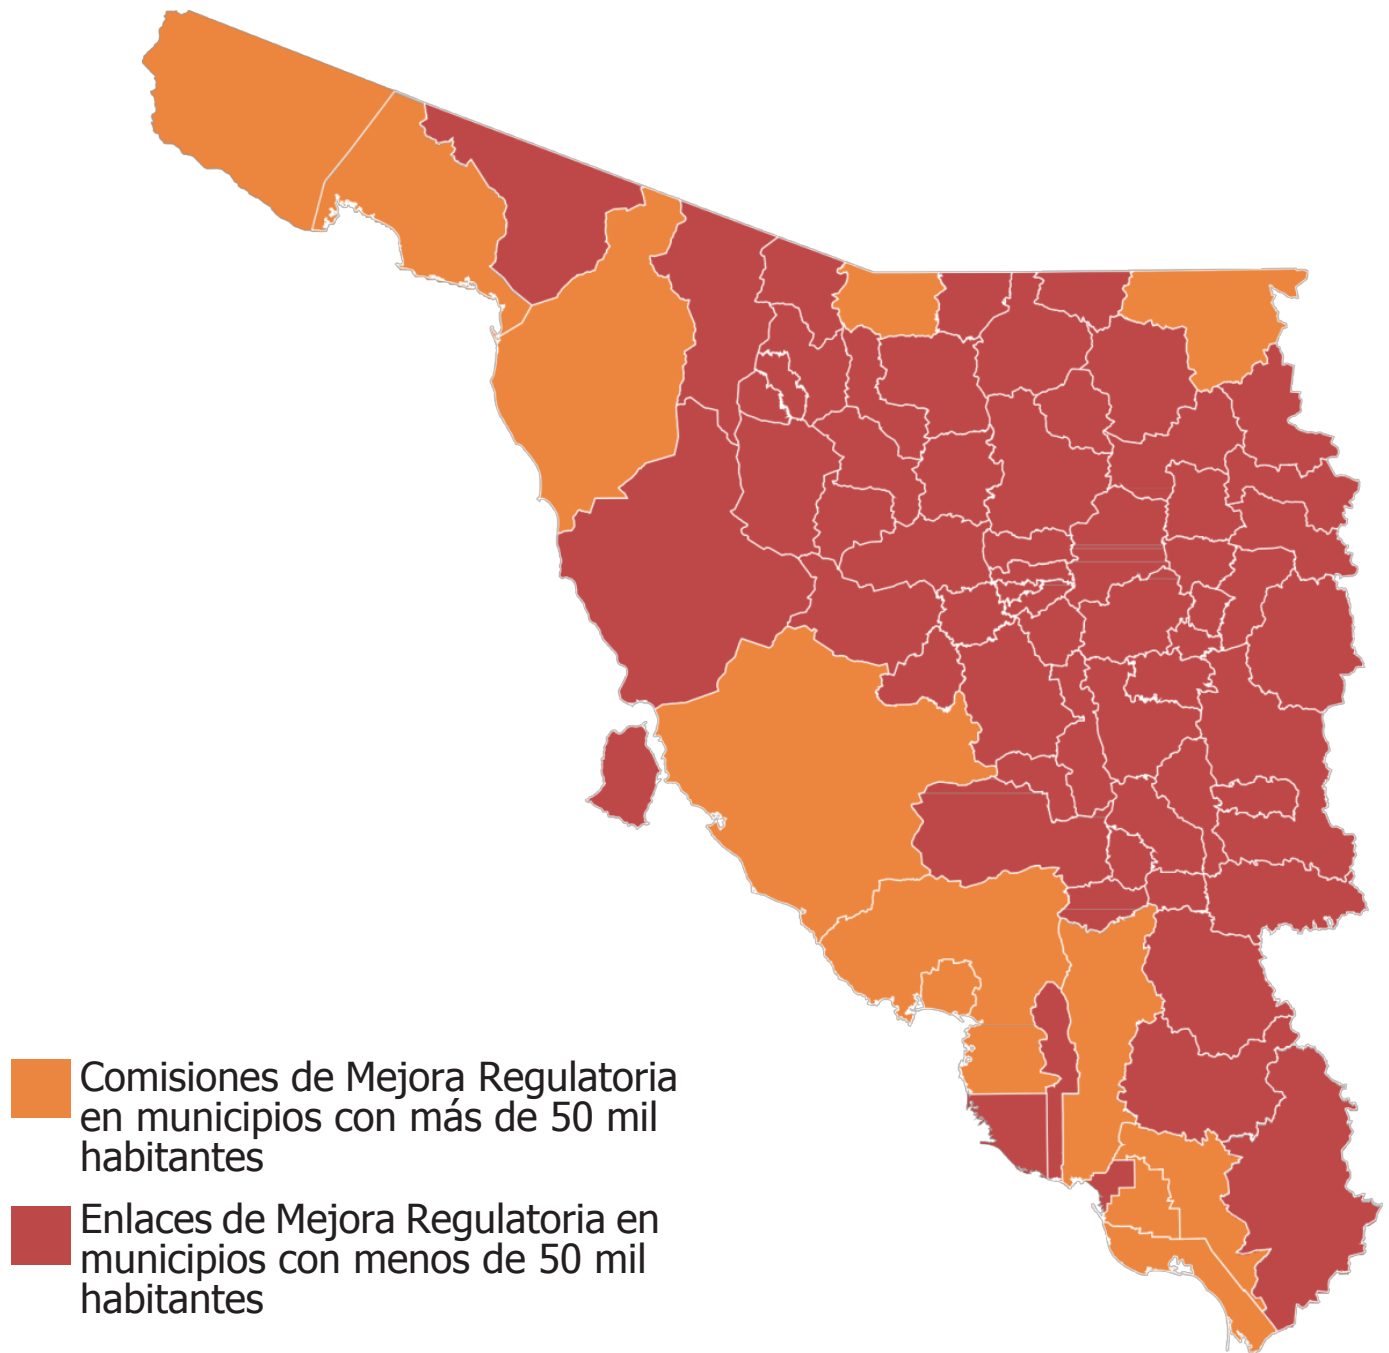 Comisiones de Mejora Regulatoria
en municipios con más de 50 mil
habitantes
Enlaces de Mejora Regulatoria en
municipios con menos de 50 mil
habitantes